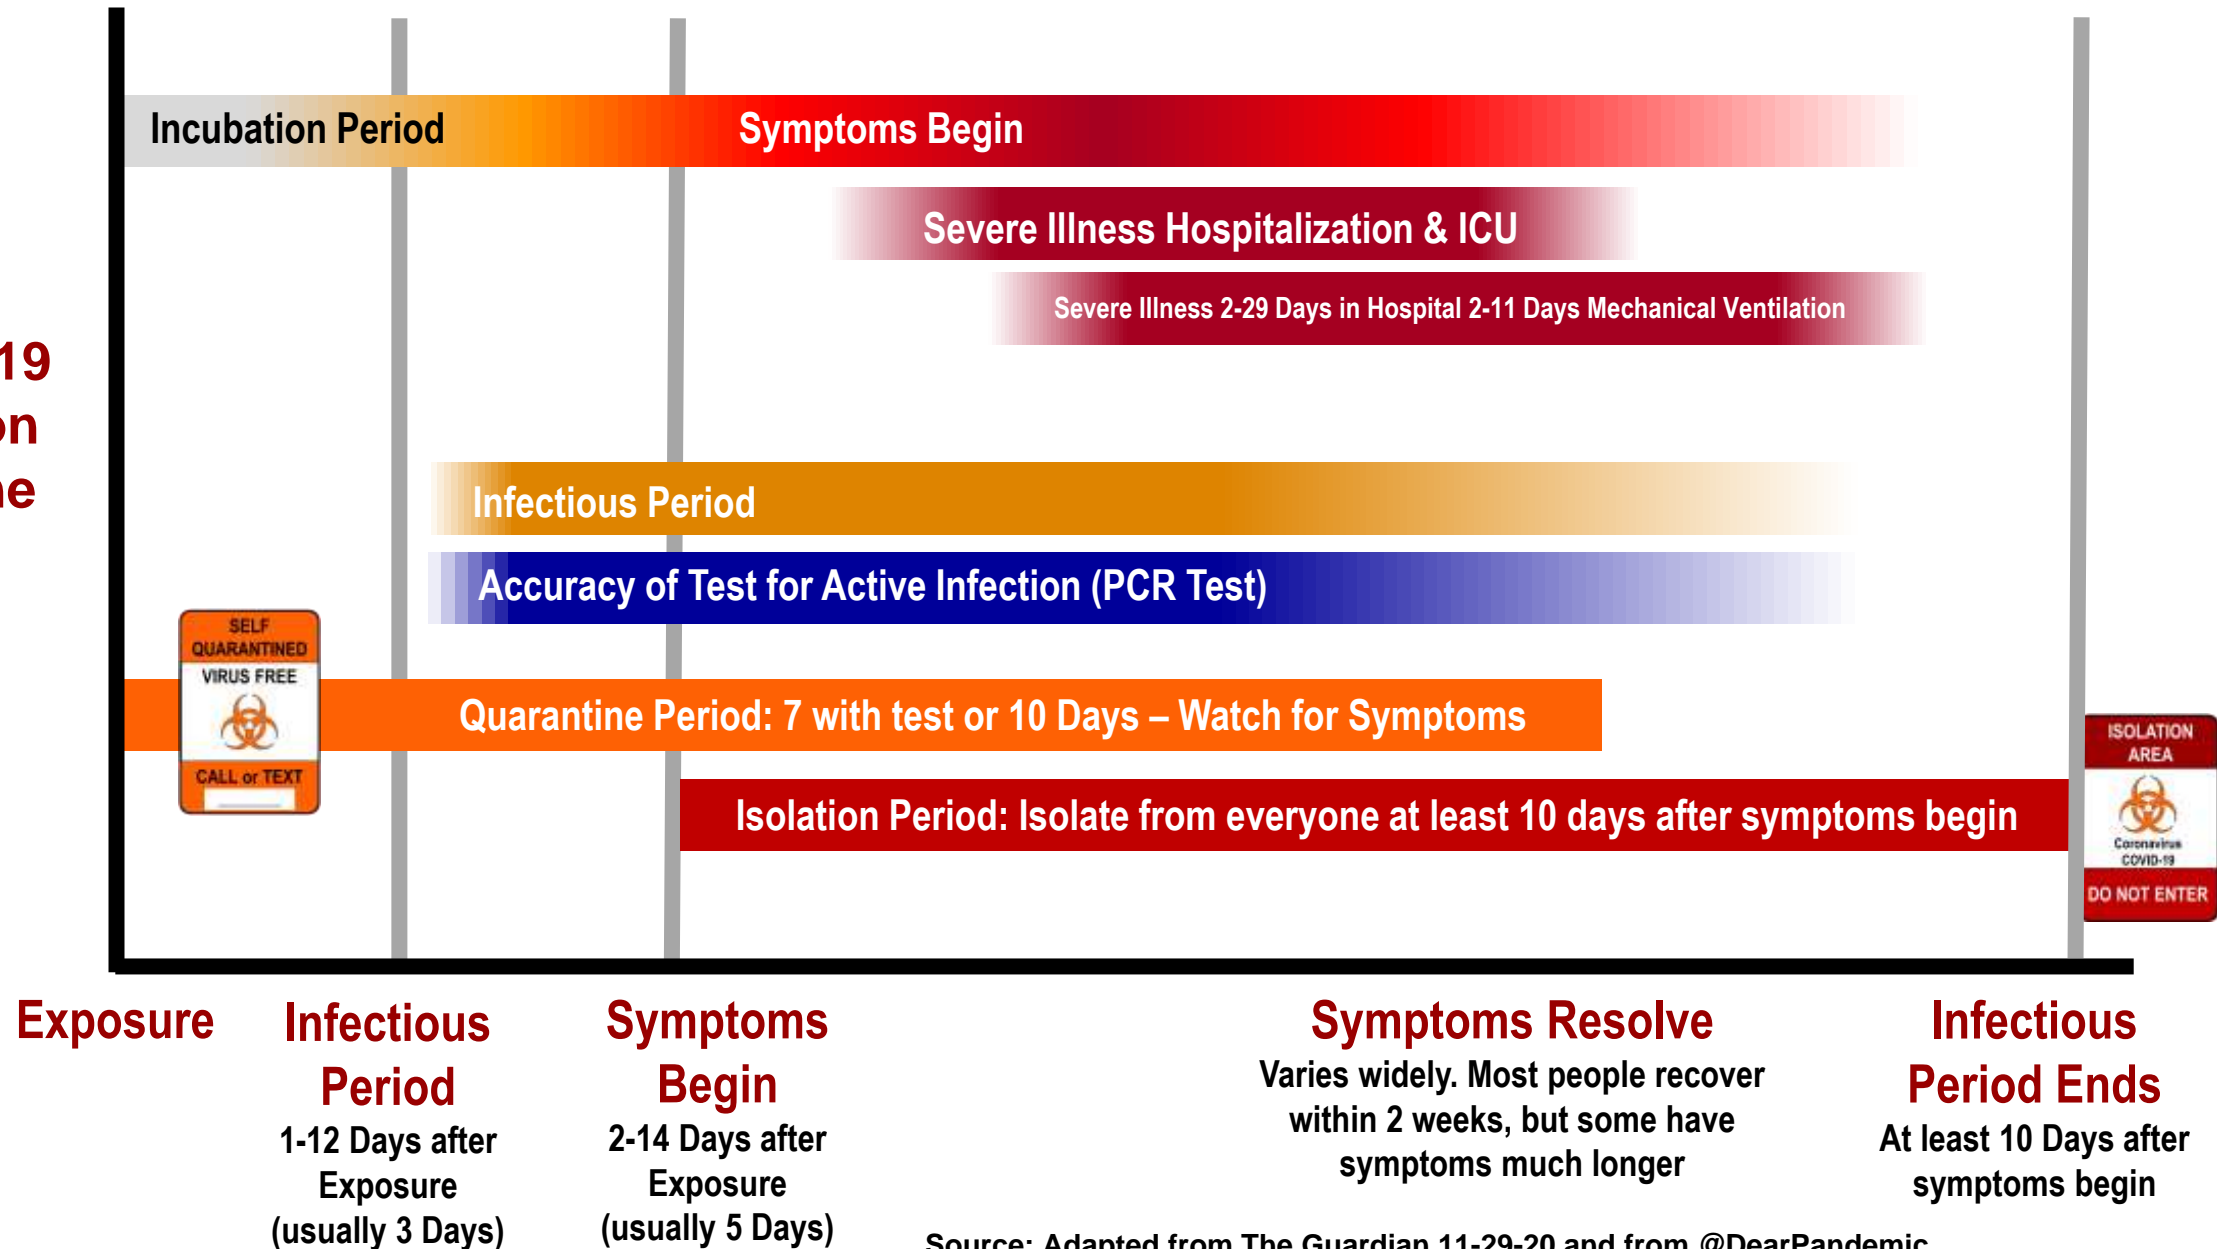 Incubation Period
Symptoms Begin
Severe Illness Hospitalization & ICU
Severe Illness 2-29 Days in Hospital 2-11 Days Mechanical Ventilation
19
Infectious Period
Accuracy of Test for Active Infection (PCR Test)
SELF
QUARANTINED
VIRUS FREE
CALL or TEXT
Quarantine Period: 7 with test or 10 Days – Watch for Symptoms
Isolation Period: Isolate from everyone at least 10 days after symptoms begin
ISOLATION
AREA
Coronavirus
COVID-19
DO NOT ENTER
Exposure
Infectious
Period
1-12 Days after
Exposure
(usually 3 Days)
Symptoms
Begin
2-14 Days after
Exposure
(usually 5 Days)
Symptoms Resolve
Varies widely. Most people recover
within 2 weeks, but some have
symptoms much longer
Infectious
Period Ends
At least 10 Days after
symptoms begin
Source: Adapted from The Guardian 11-29-20 and from @DearPandemic